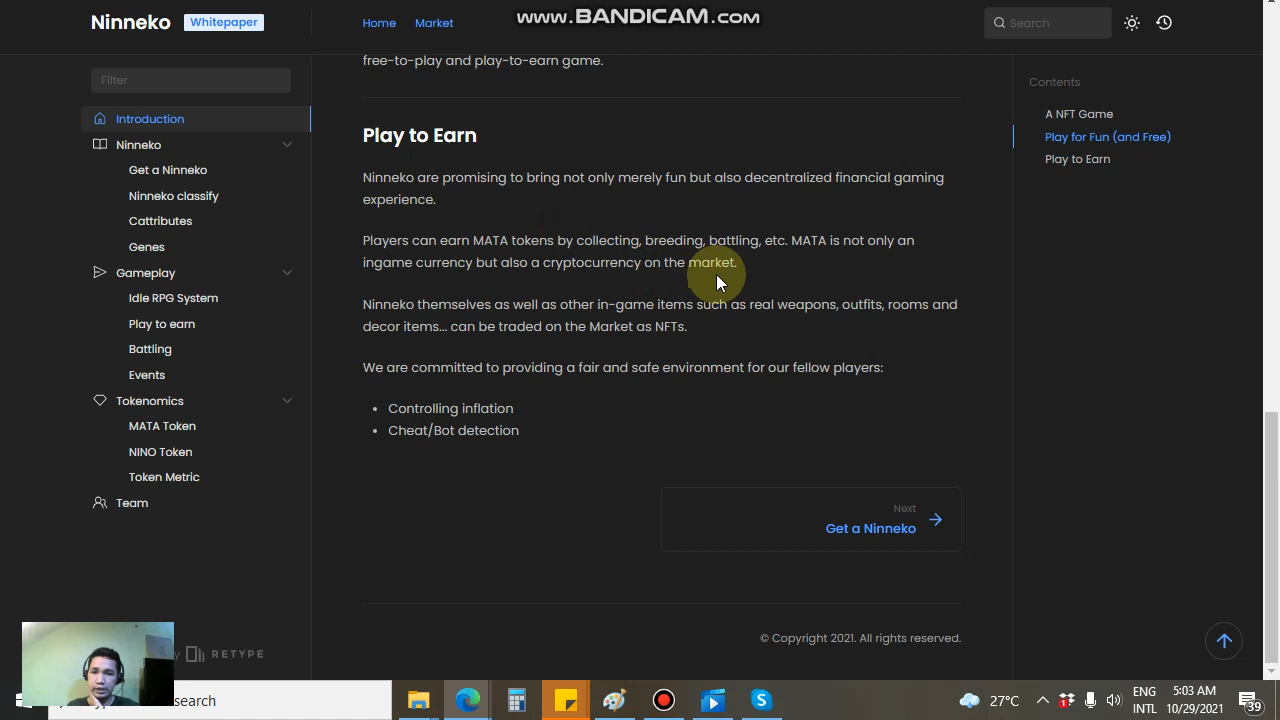 www.BANDICAM.com
Ninneko Whitepaper
Home Market
Search
Filter
Introduction
Ninneko
Get a Ninneko
Ninneko classify
Cattributes
Genes
Gameplay
Idle RPG System
Play to earn
Battling
Events
Tokenomics
MATA Token
NINO Token
Token Metric
Team
free-to-play and play-to-earn game.
Play to Earn
Ninneko are promising to bring not only merely fun but also decentralized financial gaming
experience.
Players can earn MATA tokens by collecting, breeding, battling, etc. MATA is not only an
ingame currency but also a cryptocurrency on the market.
Ninneko themselves as well as other in-game items such as real weapons, outfits, rooms and
decor items... can be traded on the Market as NFTs.
We are committed to providing a fair and safe environment for our fellow players:
• Controlling inflation
• Cheat/Bot detection
Next
Get a Ninneko
© Copyright 2021. All rights reserved.
Contents
A NFT Game
Play for Fun (and Free)
Play to Earn
RETYPE
search
1
27°C
ENG
INTL
5:03 AM
10/29/2021
39